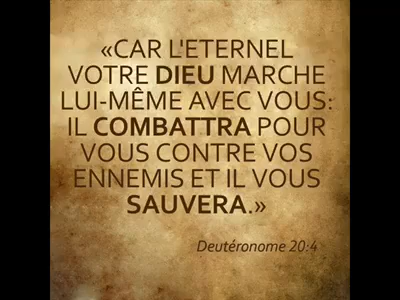 «CAR L'ETERNEL
VOTRE DIEU MARCHE
LUI-MÊME AVEC VOUS:
IL COMBATTRA POUR
VOUS CONTRE VOS
ENNEMIS ET IL VOUS
SAUVERA.»
Deutéronome 20:4